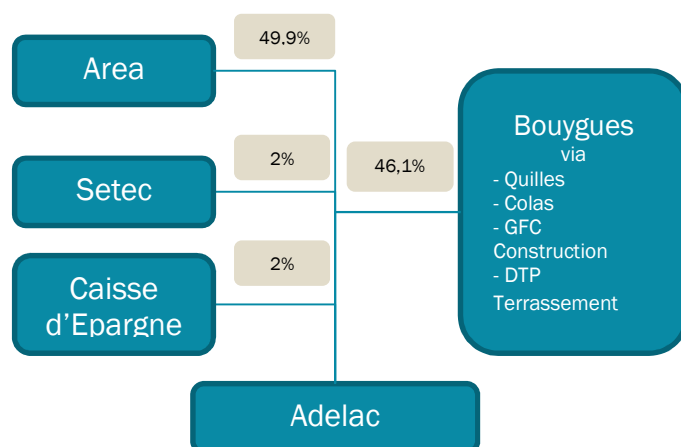 49,9%
Area
Bouygues
via
- Quilles
- Colas
- GFC
Construction
- DTP
Terrassement
2%
46,1%
Setec
2%
Caisse
d'Epargne
Adelac